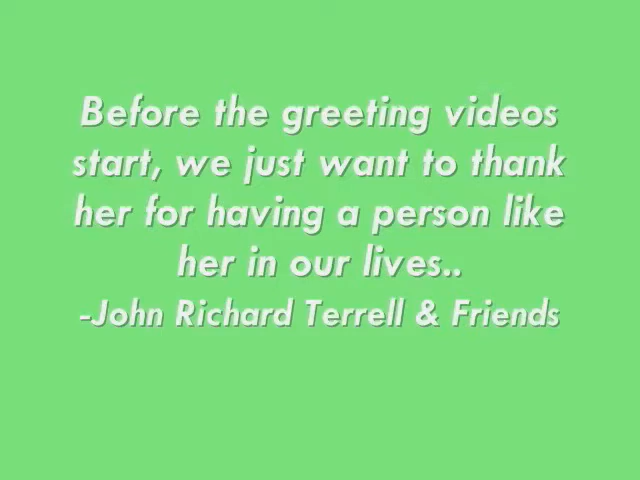 Before the greeting videos
start, we just want to thank
her for having a person like
her in our lives..
-John Richard Terrell & Friends